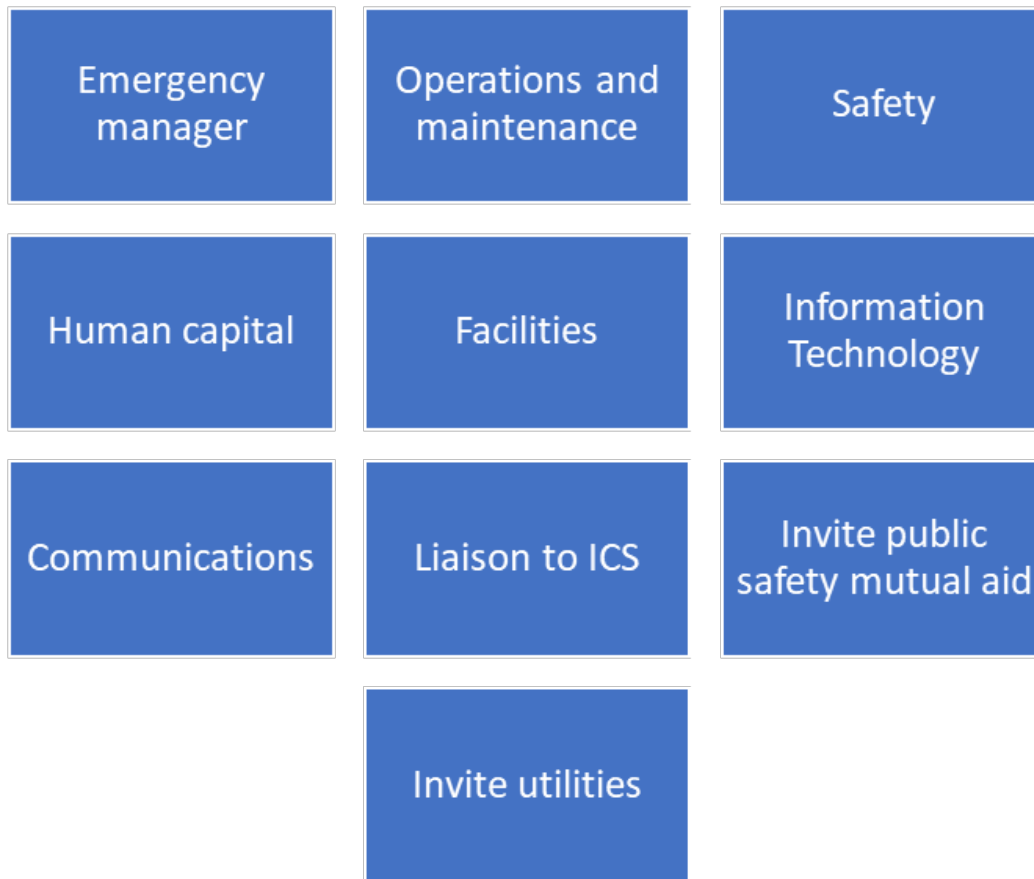 Emergency
manager
Operations and
maintenance
Safety
Human capital
Facilities
Information
Technology
Communications
Liaison to ICS
Invite public
safety mutual aid
Invite utilities